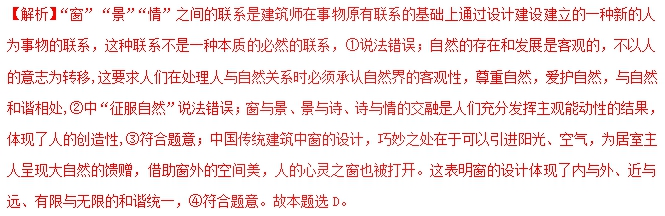 【解析】“窗”“景”“情”之间的联系是建筑师在事物原有联系的基础上通过设计建设建立的一种新的人
为事物的联系，这种联系不是一种本质的必然的联系，①说法错误；自然的存在和发展是客观的，不以人
的意志为转移,这要求人们在处理人与自然关系时必须承认自然界的客观性，尊重自然，爱护自然，与自然
和谐相处,②中“征服自然”说法错误；窗与景、景与诗、诗与情的交融是人们充分发挥主观能动性的结果，
体现了人的创造性,③符合题意；中国传统建筑中窗的设计，巧妙之处在于可以引进阳光、空气，为居室主
人呈现大自然的馈赠，借助窗外的空间美，人的心灵之窗也被打开。这表明窗的设计体现了内与外、近与
远、有限与无限的和谐统一，④符合题意。故本题选 D。